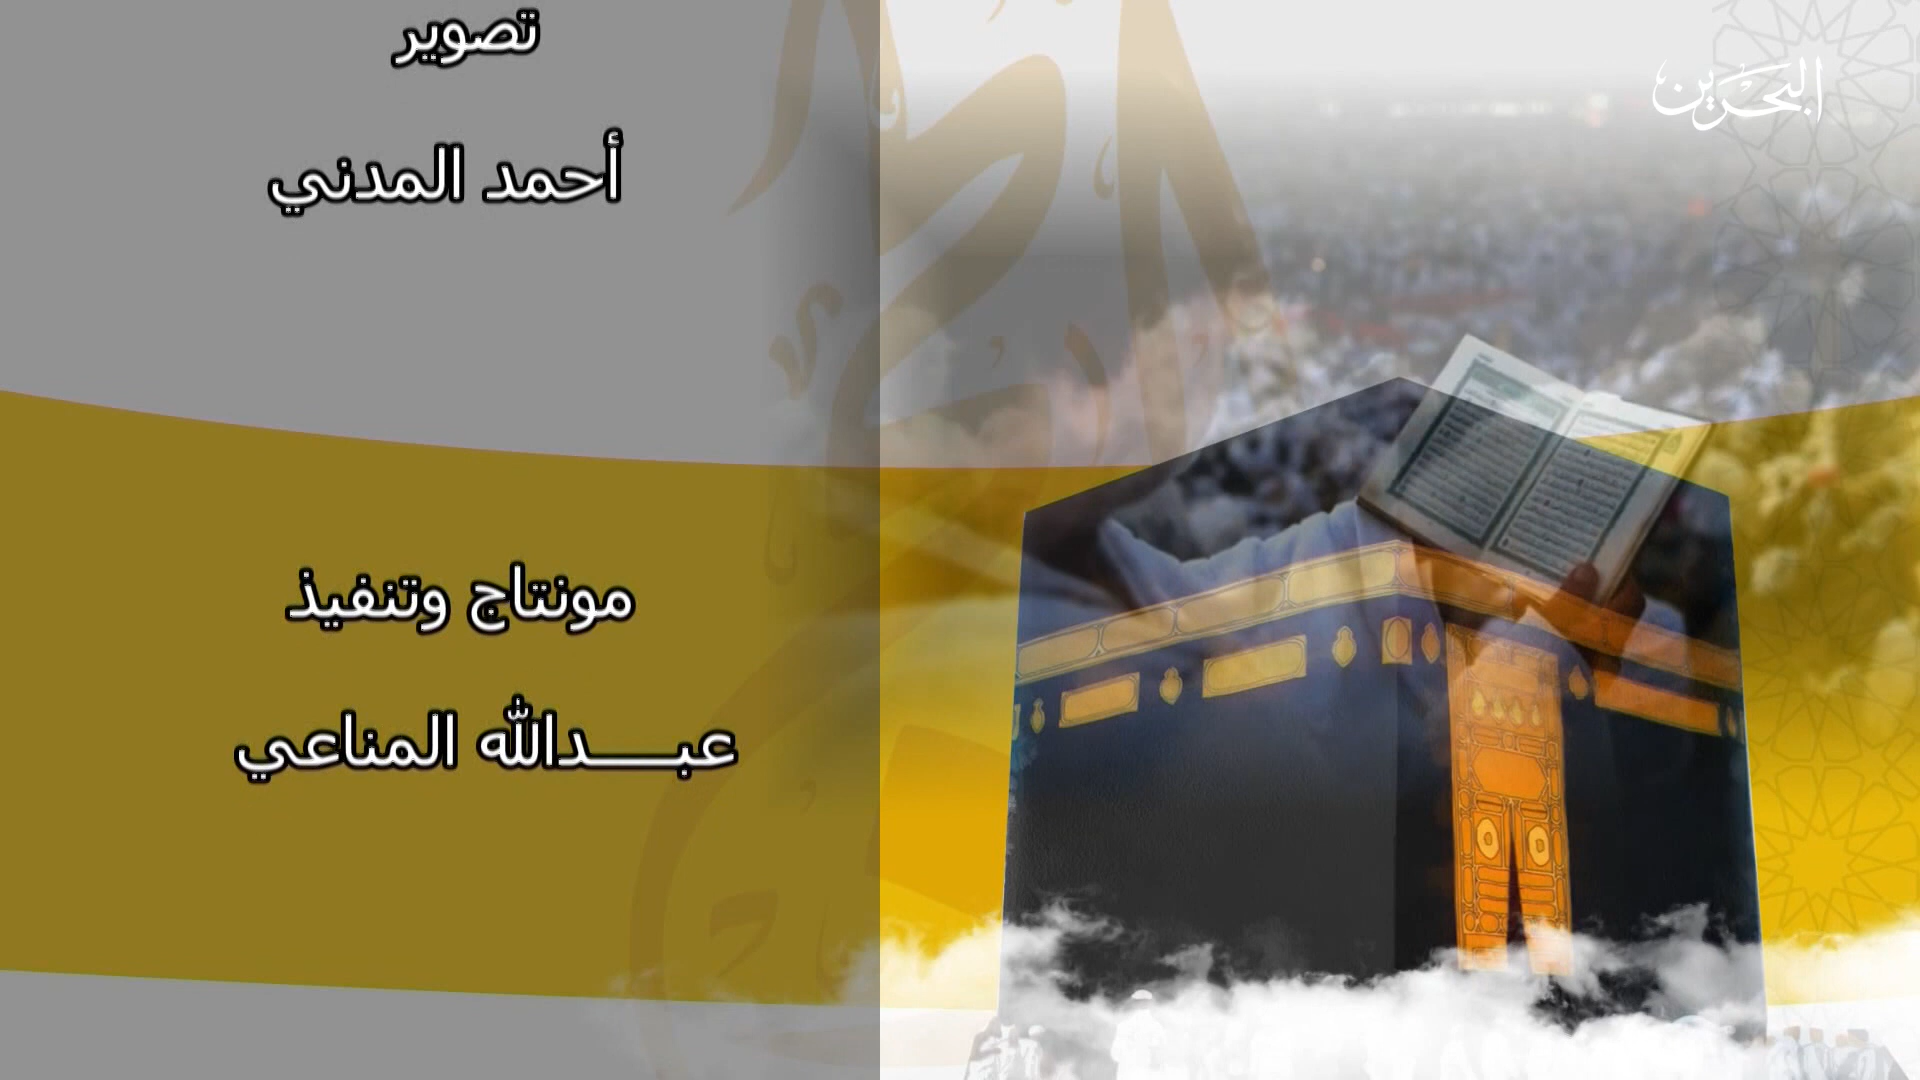 تصوير
أحمد المدني
البحرين
مونتاج وتنفيذ
عبـــدالله المناعي